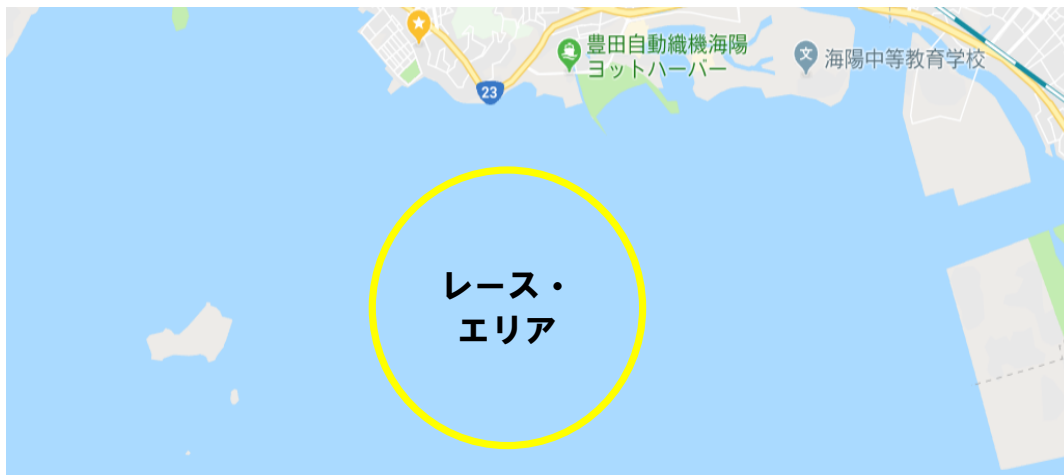 豊田自動織機海陽
ヨットハーバー
海陽中等教育学校
文
23
レース・
エリア